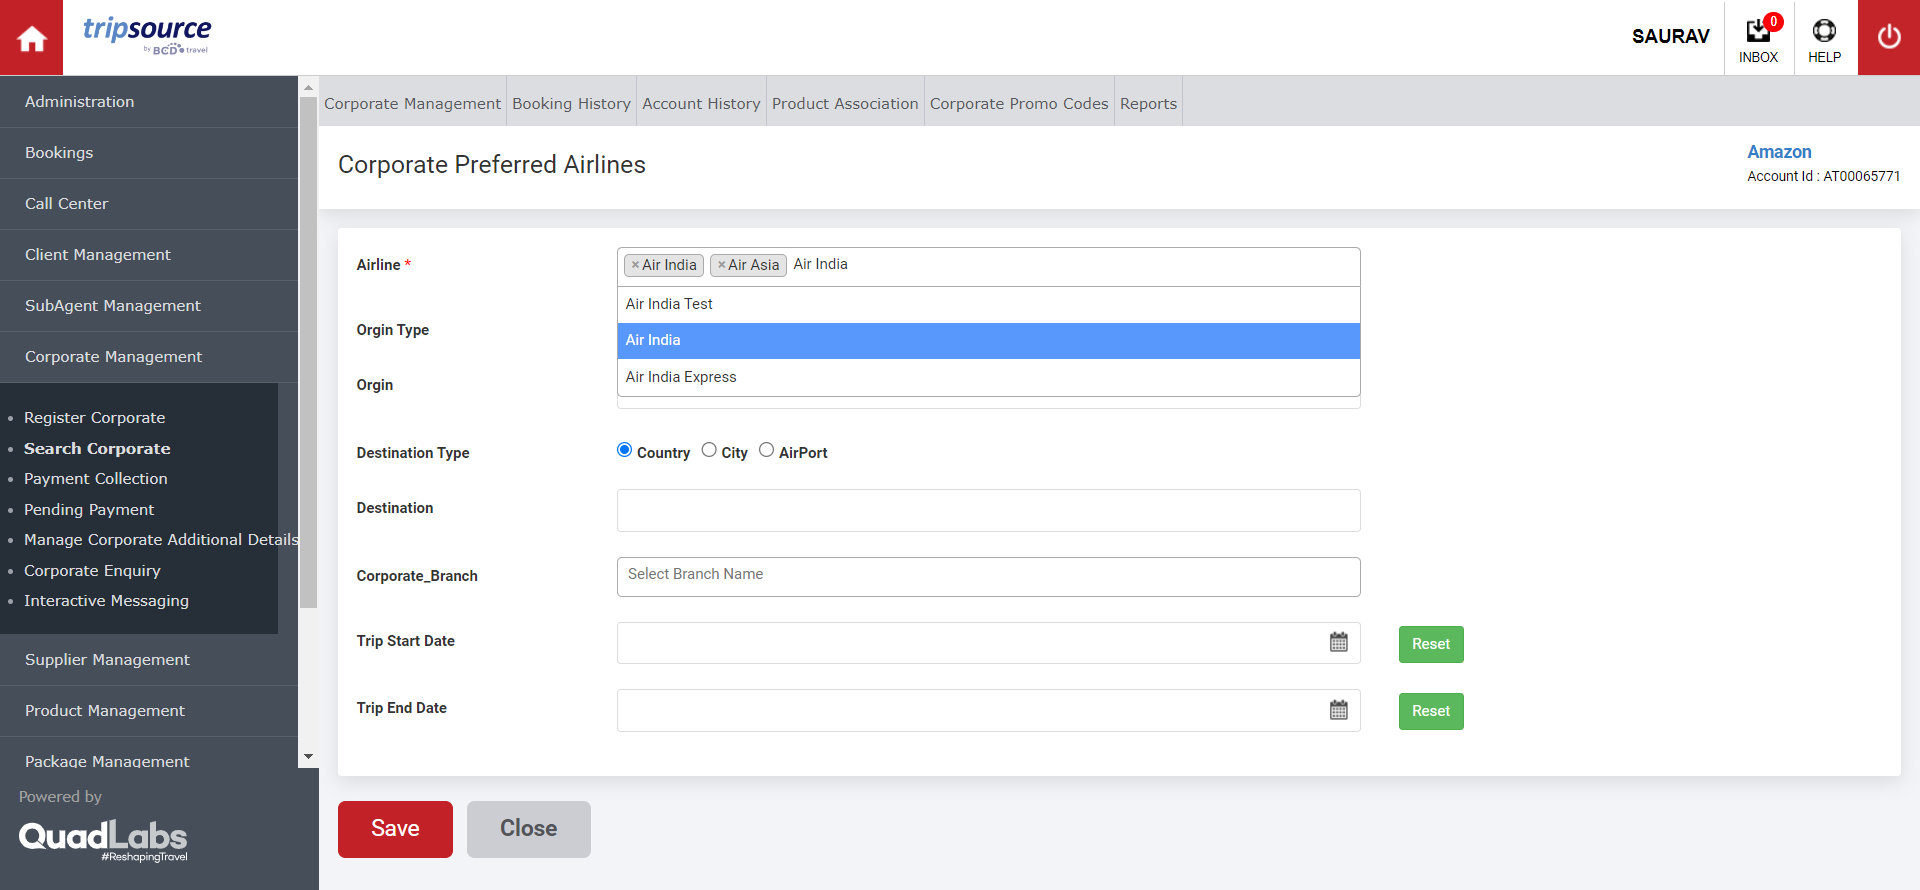 tripsource
by BCD travel
SAURAV
0
INBOX
HELP
Administration
Bookings
Call Center
Client Management
SubAgent Management
Corporate Management
Register Corporate
Search Corporate
Payment Collection
Pending Payment
Manage Corporate Additional Details
Corporate Enquiry
Interactive Messaging
Supplier Management
Product Management
Package Management
Powered by
QuadLabs
#ReshapingTravel
Corporate Management Booking History Account History Product Association Corporate Promo Codes Reports
Corporate Preferred Airlines
Amazon
Account Id : AT00065771
Airline *
×Air India ×Air Asia Air India
Air India Test
Air India
Air India Express
Orgin Type
Orgin
Destination Type
Country City AirPort
Destination
Corporate_Branch
Select Branch Name
Trip Start Date
Reset
Trip End Date
Reset
Save
Close